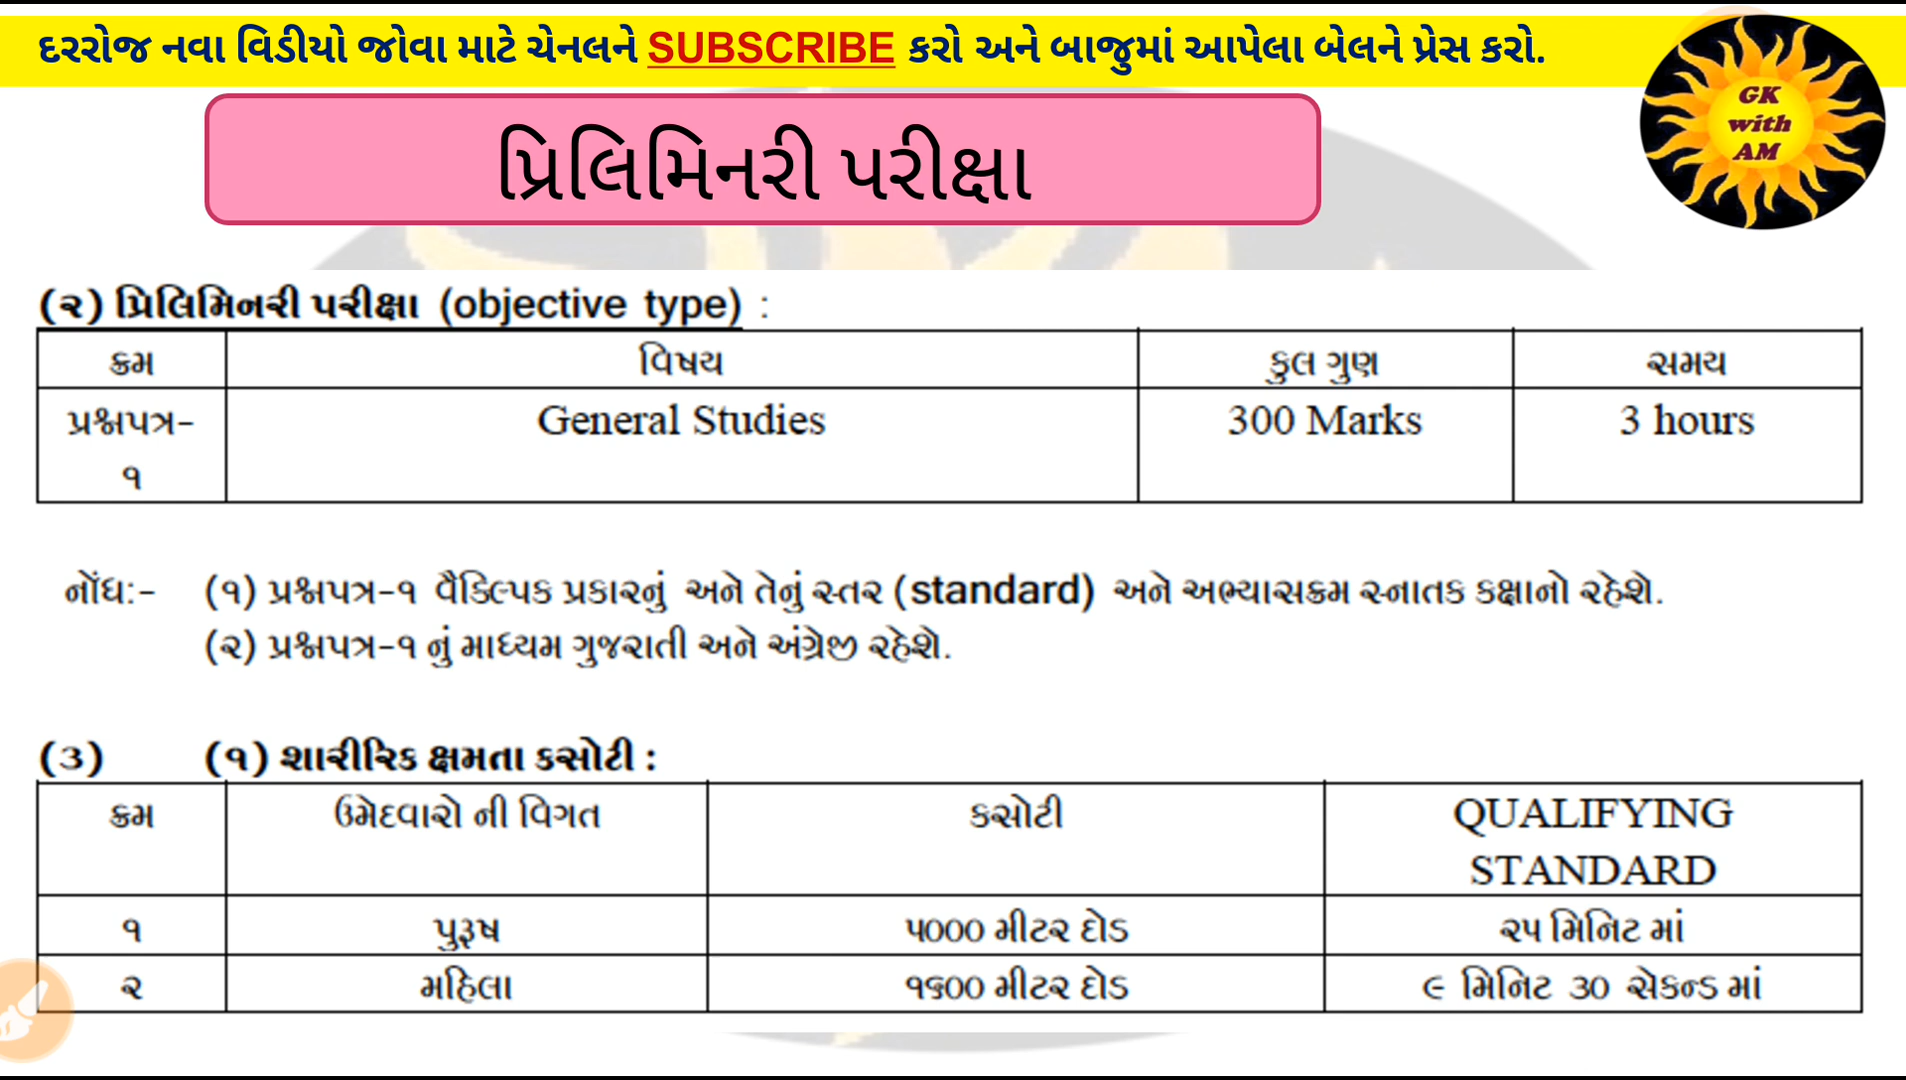 દરરોજ નવા વિડીયો જોવા માટે ચેનલને SUBSCRIBE કરો અને બાજુમાં આપેલા બેલને પ્રેસ કરો.
GK
with
AM
પ્રિલિમિનરી પરીક્ષા
(૨) પ્રિલિમિનરી પરીક્ષા (objective type) :
ક્રમ વિષય કુલ ગુણ સમય
પ્રશ્નપત્ર-૧ General Studies 300 Marks 3 hours
નોંધ:- (૧) પ્રશ્નપત્ર-૧ વૈકલ્પિક પ્રકારનું અને તેનું સ્તર (standard) અને અભ્યાસક્રમ સ્નાતક કક્ષાનો રહેશે.
(૨) પ્રશ્નપત્ર-૧ નું માધ્યમ ગુજરાતી અને અંગ્રેજી રહેશે.
(૩) (૧) શારીરિક ક્ષમતા કસોટી :
ક્રમ ઉમેદવારો ની વિગત કસોટી QUALIFYING STANDARD
૧ પુરૂષ ૫૦૦૦ મીટર દોડ ૨૫ મિનિટ માં
૨ મહિલા ૧૬૦૦ મીટર દોડ ૯ મિનિટ ૩૦ સેકન્ડ માં